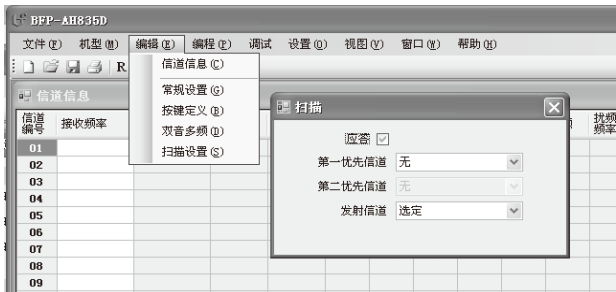 BFP-AH835D
文件(F) 机型(M) 编辑(E) 编程(P) 调试 设置(O) 视图(V) 窗口(W) 帮助(H)
R
信道信息(C)
常规设置(G)
按键定义(B)
双音多频(D)
扫描设置(S)
信道信息
信道编号 接收频率 扰频频率
01
02
03
04
05
06
07
08
09
扫描
应答
第一优先信道 无
第二优先信道 无
发射信道 选定